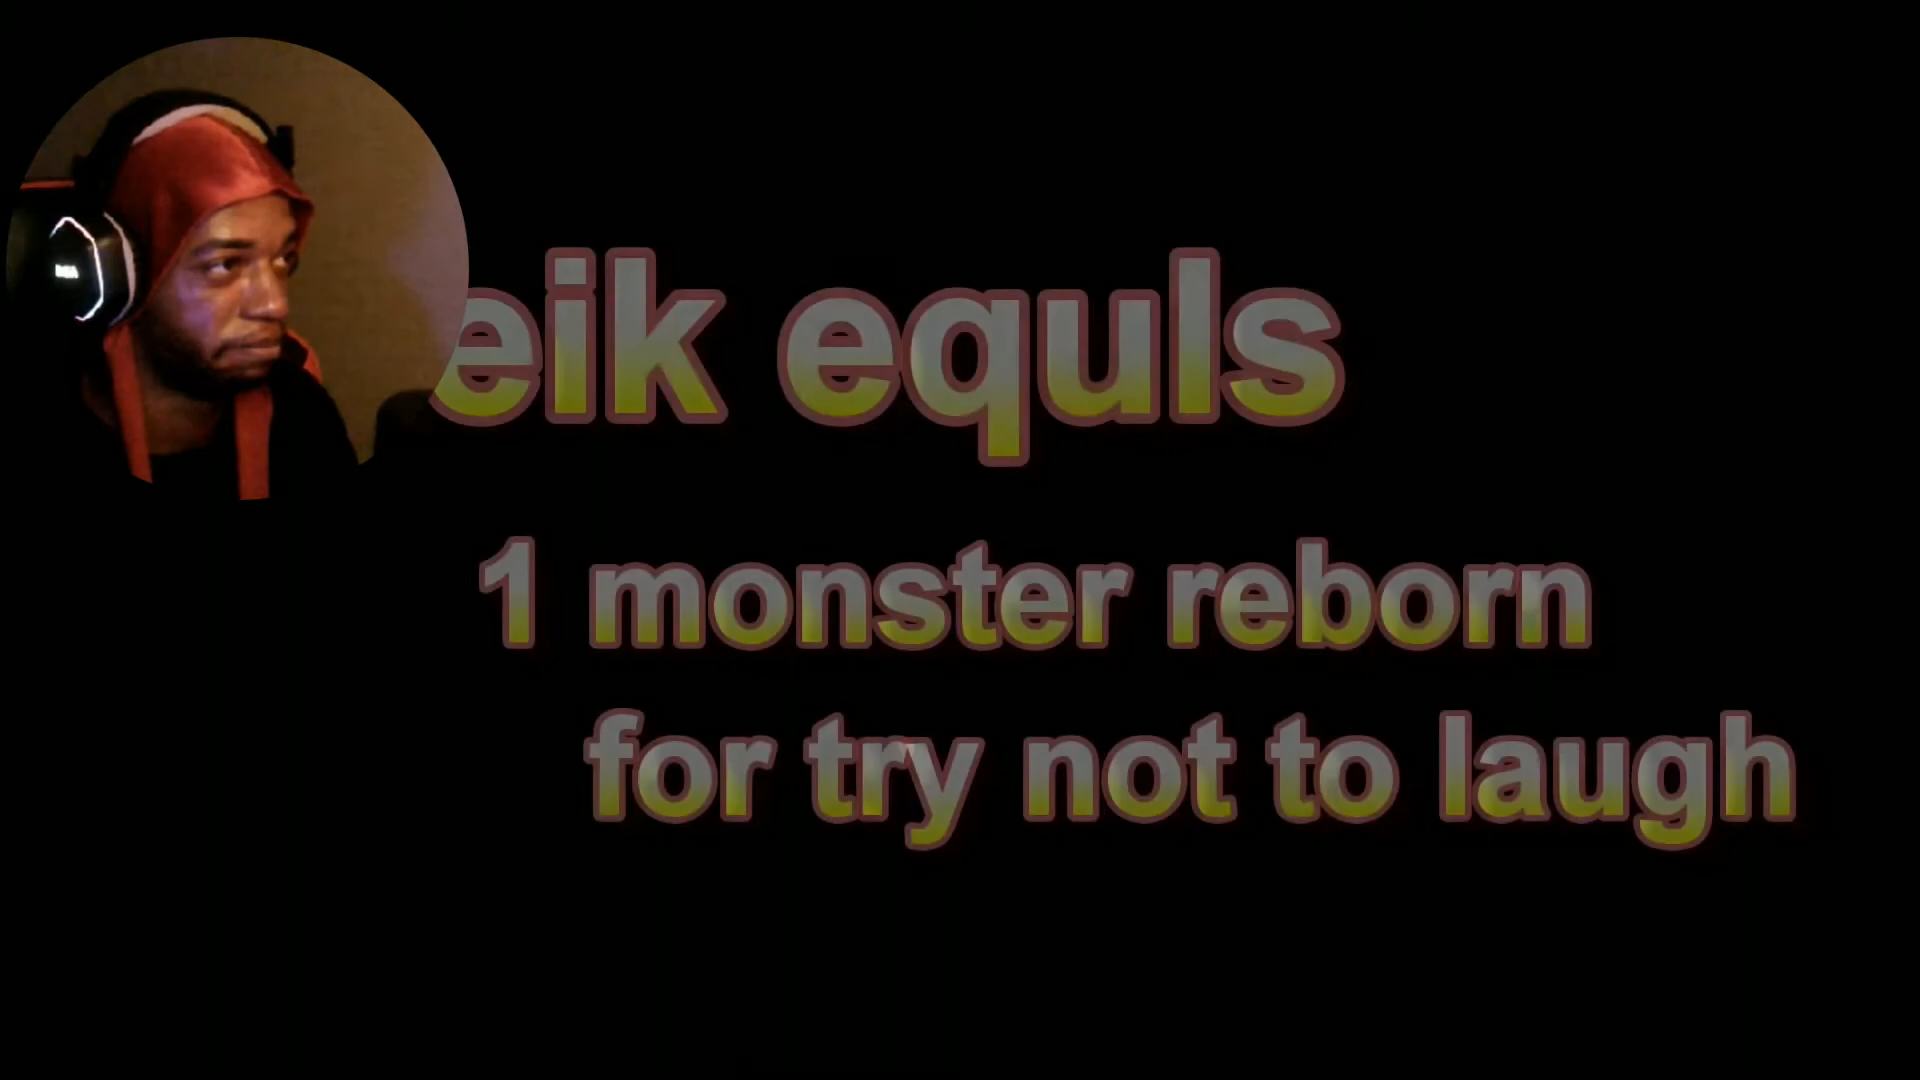 eik equls
1 monster reborn
for try not to laugh